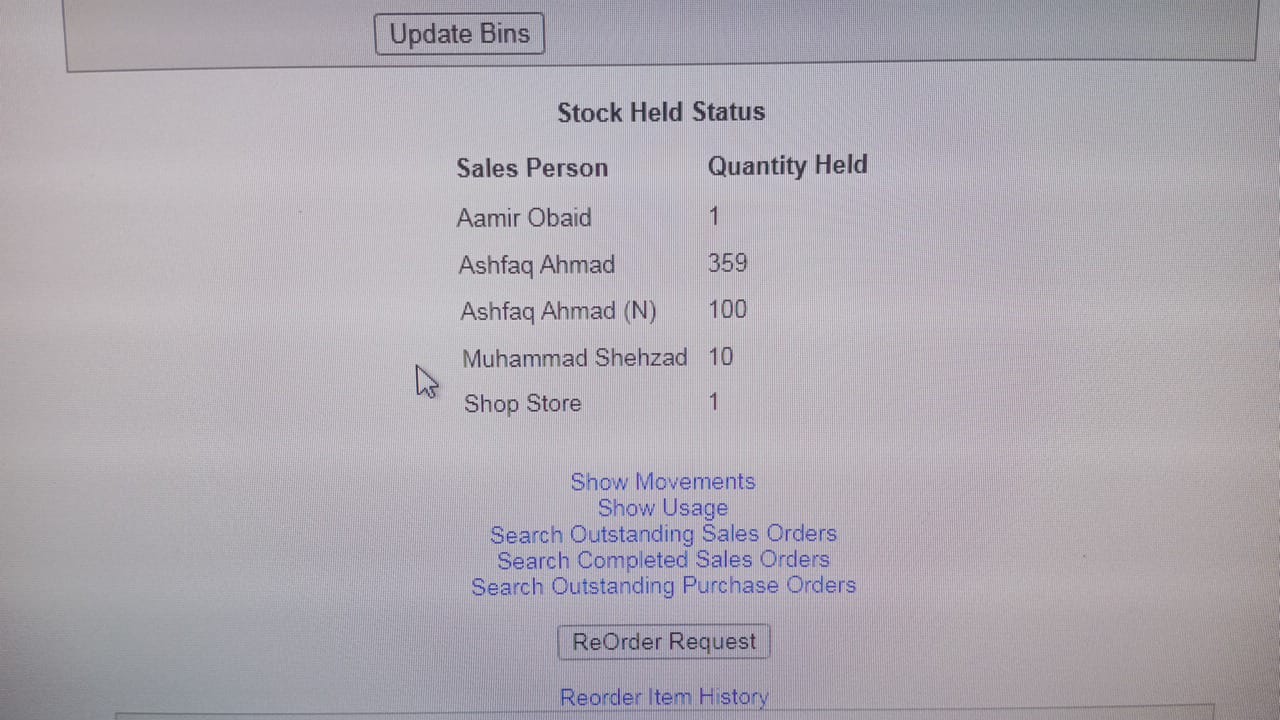 Update Bins
Stock Held Status
Sales Person Quantity Held
Aamir Obaid 1
Ashfaq Ahmad 359
Ashfaq Ahmad (N) 100
Muhammad Shehzad 10
Shop Store 1
Show Movements
Show Usage
Search Outstanding Sales Orders
Search Completed Sales Orders
Search Outstanding Purchase Orders
ReOrder Request
Reorder Item History